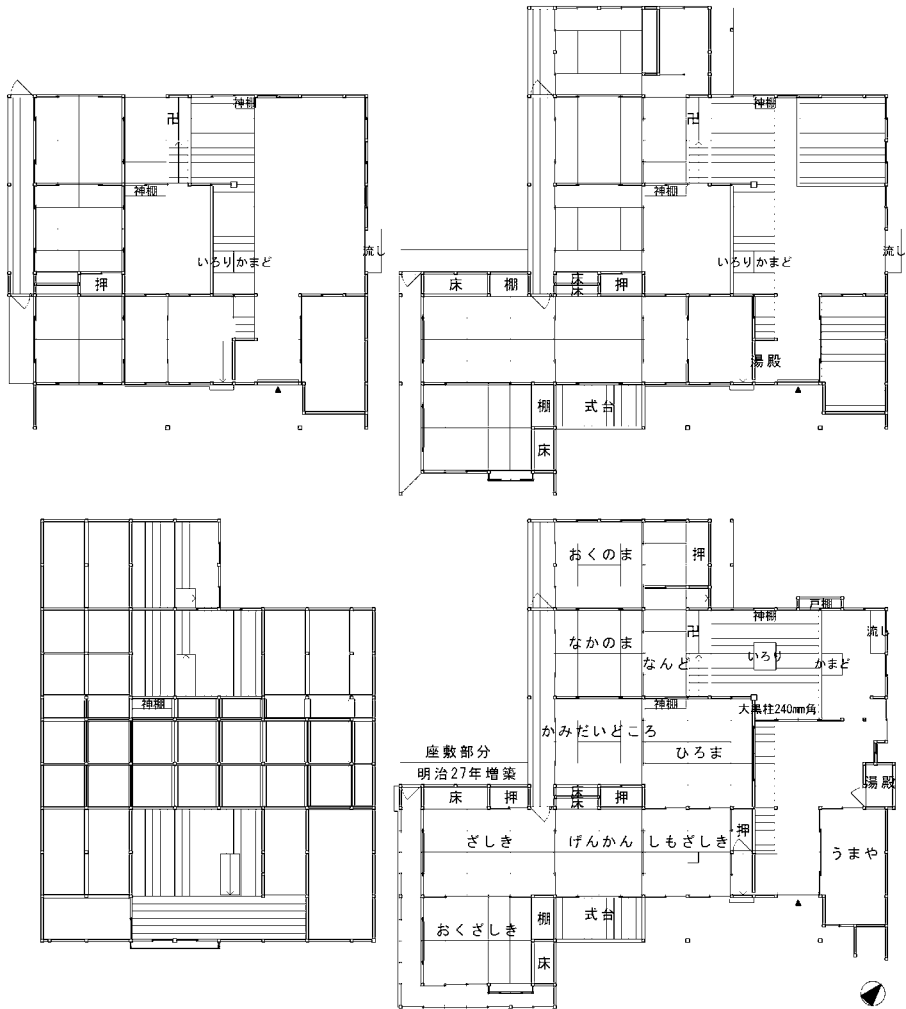 神棚
卍
神棚
いろり
かまど
流し
押
神棚
卍
神棚
いろり
かまど
流し
床
棚
床
床
押
湯殿
棚
式台
床
神棚
おくのま
押
戸棚
神棚
なかのま
卍
流し
なんど
いろり
かまど
神棚
大黒柱240mm角
かみだいどころ
ひろま
座敷部分
明治27年増築
湯殿
床
押
床
床
押
ざしき
げんかん
しもざしき
押
うまや
棚
式台
おくざしき
床